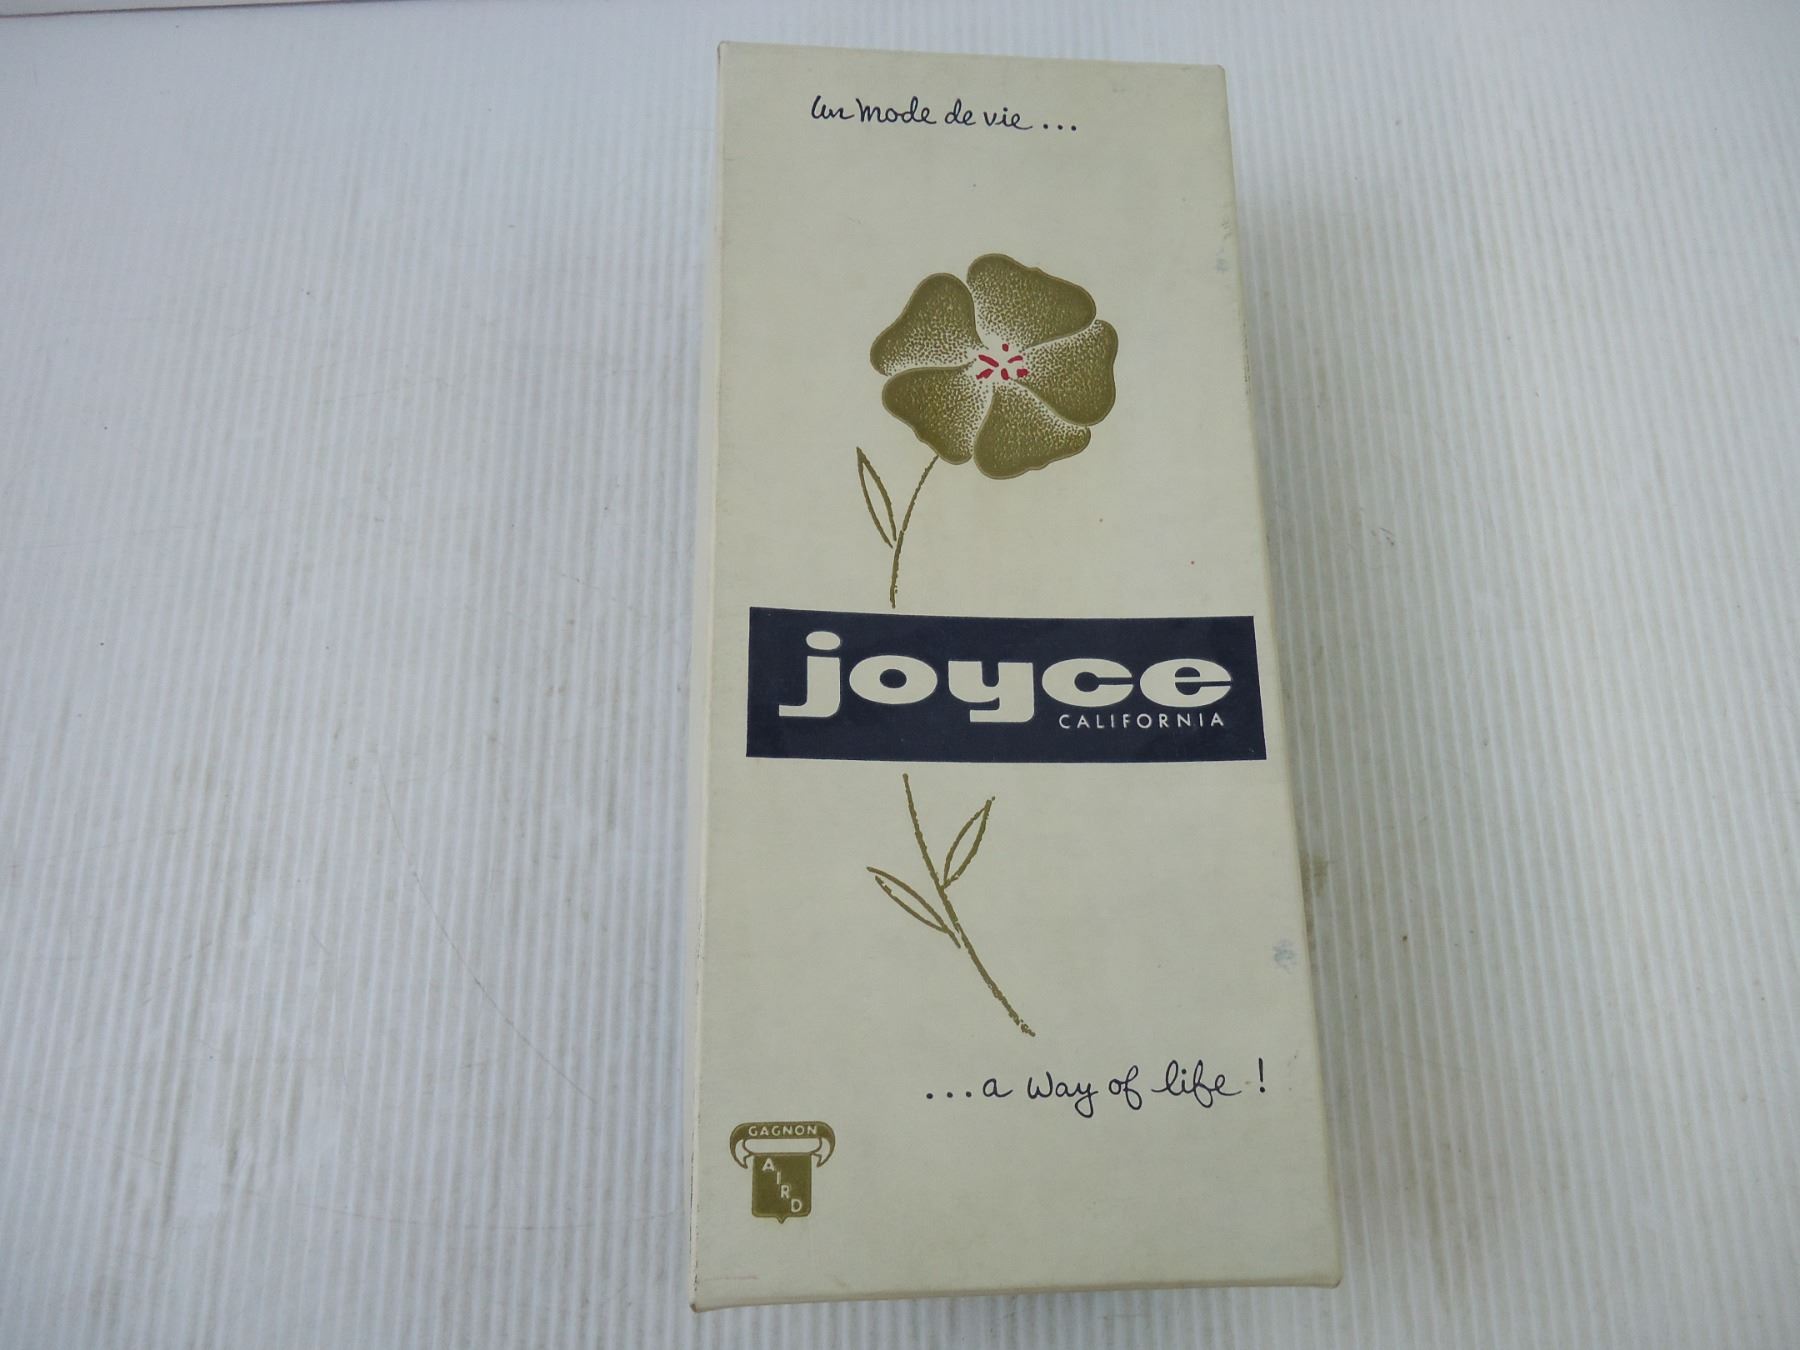 un mode de vie...
joyce
CALIFORNIA
...a way of life!
GAGNON
AIRD